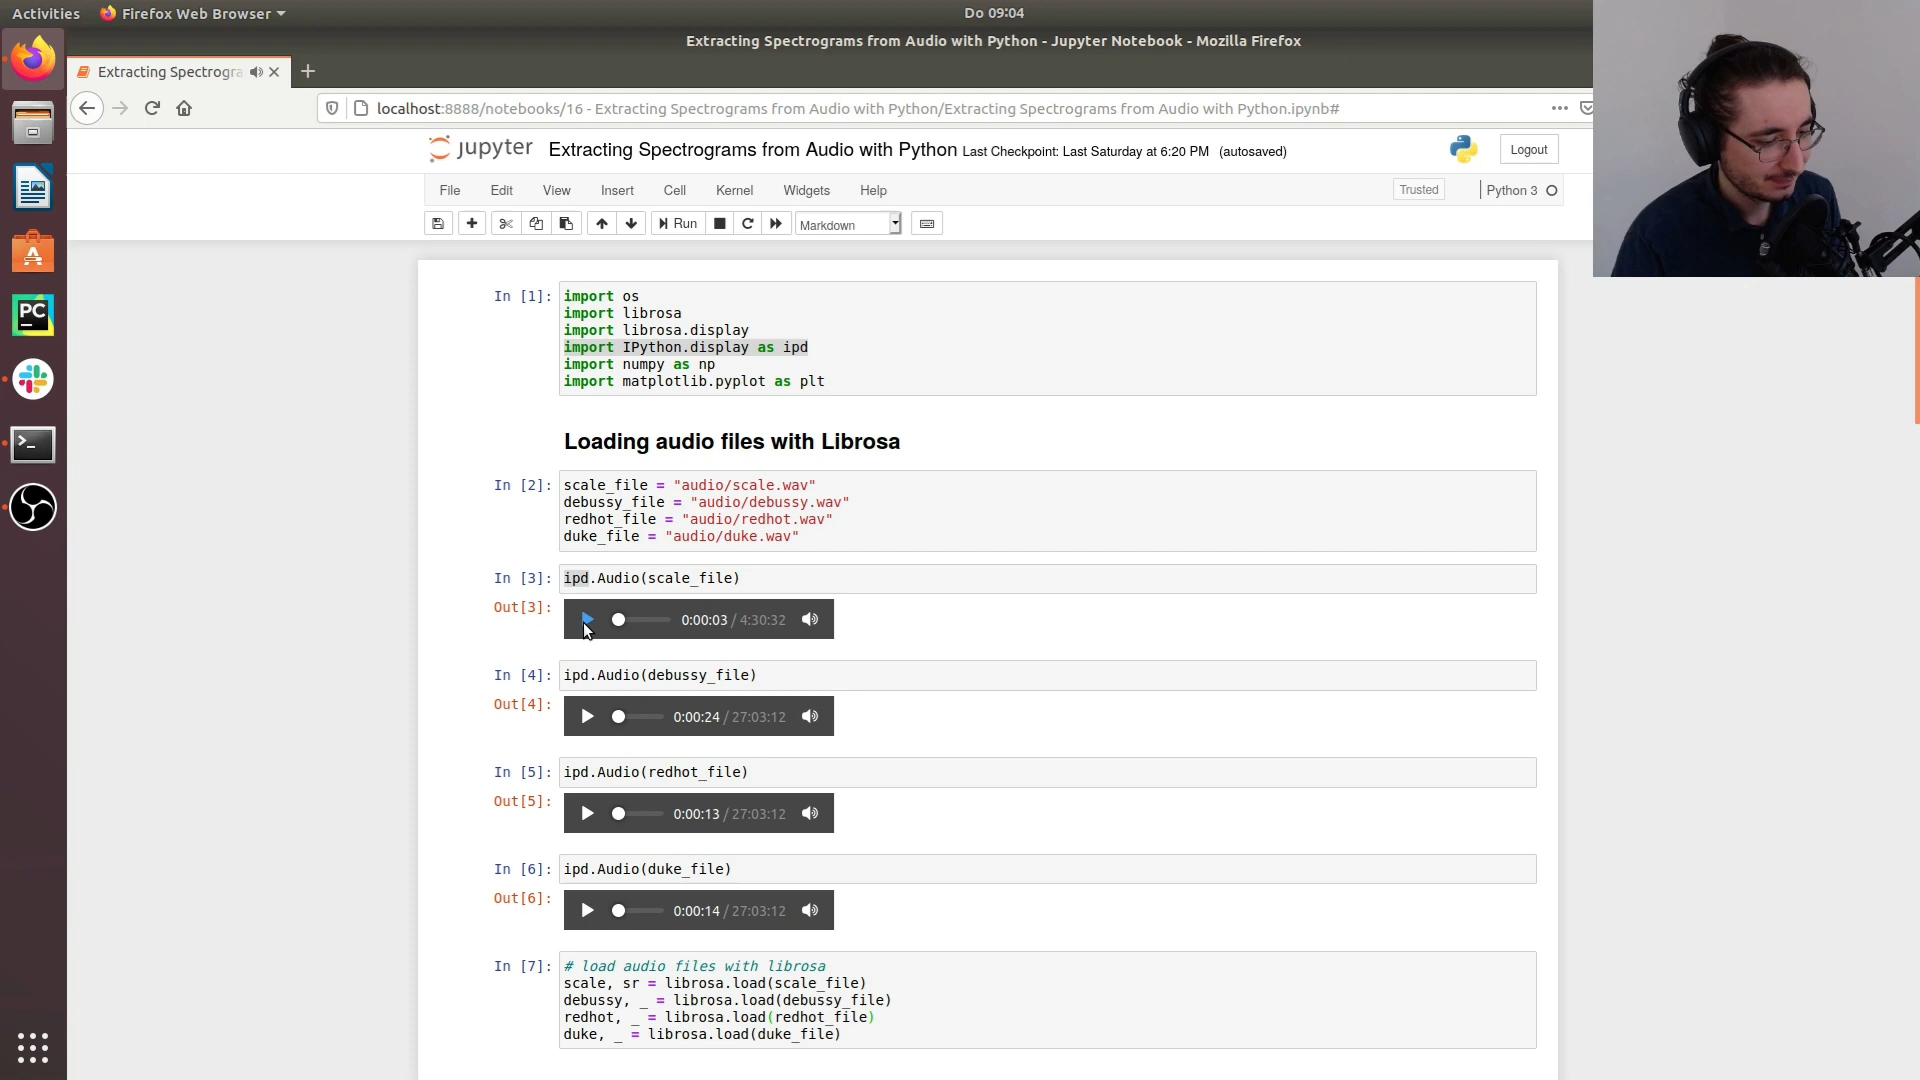 Activities Firefox Web Browser Do 09:04
Extracting Spectrograms from Audio with Python - Jupyter Notebook - Mozilla Firefox
Extracting Spectrogra
localhost:8888/notebooks/16 - Extracting Spectrograms from Audio with Python/Extracting Spectrograms from Audio with Python.ipynb#
jupyter Extracting Spectrograms from Audio with Python Last Checkpoint: Last Saturday at 6:20 PM (autosaved) Logout
File Edit View Insert Cell Kernel Widgets Help Trusted Python 3
Run Markdown
In [1]: import os
import librosa
import librosa.display
import IPython.display as ipd
import numpy as np
import matplotlib.pyplot as plt
Loading audio files with Librosa
In [2]: scale_file = "audio/scale.wav"
debussy_file = "audio/debussy.wav"
redhot_file = "audio/redhot.wav"
duke_file = "audio/duke.wav"
In [3]: ipd.Audio(scale_file)
Out[3]: 0:00:03 / 4:30:32
In [4]: ipd.Audio(debussy_file)
Out[4]: 0:00:24 / 27:03:12
In [5]: ipd.Audio(redhot_file)
Out[5]: 0:00:13 / 27:03:12
In [6]: ipd.Audio(duke_file)
Out[6]: 0:00:14 / 27:03:12
In [7]: # load audio files with librosa
scale, sr = librosa.load(scale_file)
debussy, _ = librosa.load(debussy_file)
redhot, _ = librosa.load(redhot_file)
duke, _ = librosa.load(duke_file)
PC